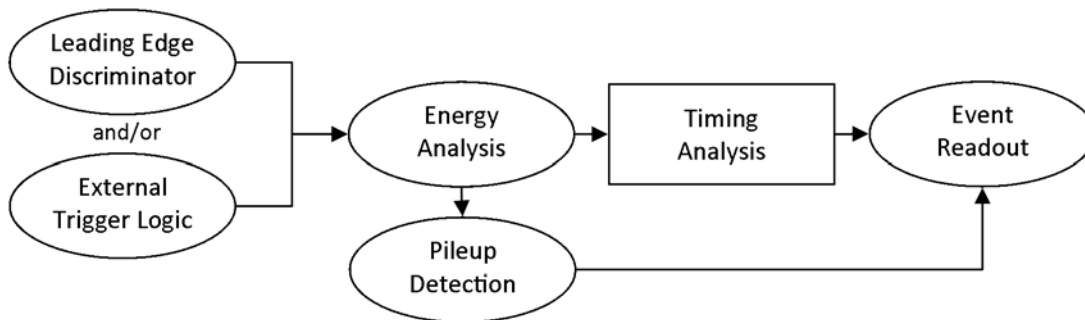 Leading Edge
Discriminator
and/or
External
Trigger Logic
Energy
Analysis
Timing
Analysis
Event
Readout
Pileup
Detection